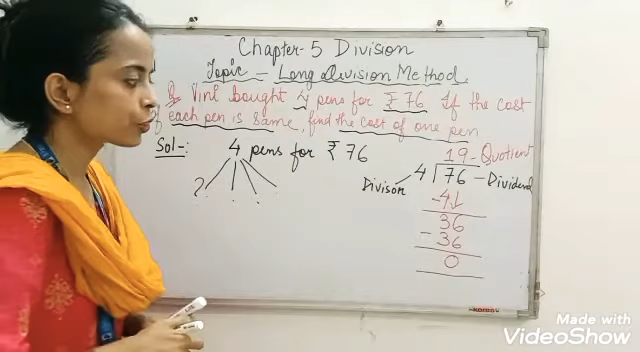 Chapter-5 Division
Topic - Long Division Method
Q Vini bought 4 pens for ₹76 If the cost
of each pen is same, find the cost of one pen
Sol-:
4 pens for ₹76
?
19 - Quotient
Divisor 4 76 - Dividend
- 4↓
36
- 36
0
KORES
Made with
VideoShow